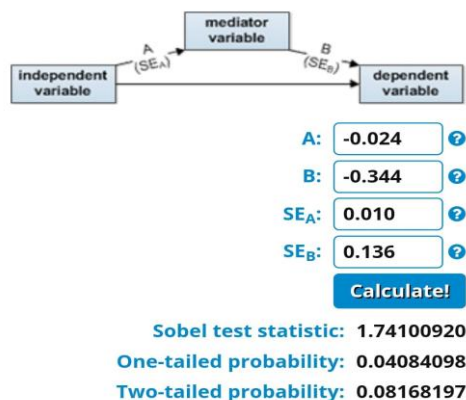 mediator
variable
A
(SEA)
B
(SEB)
independent
variable
dependent
variable
A: -0.024 ?
B: -0.344 ?
SEA: 0.010 ?
SEB: 0.136 ?
Calculate!
Sobel test statistic: 1.74100920
One-tailed probability: 0.04084098
Two-tailed probability: 0.08168197